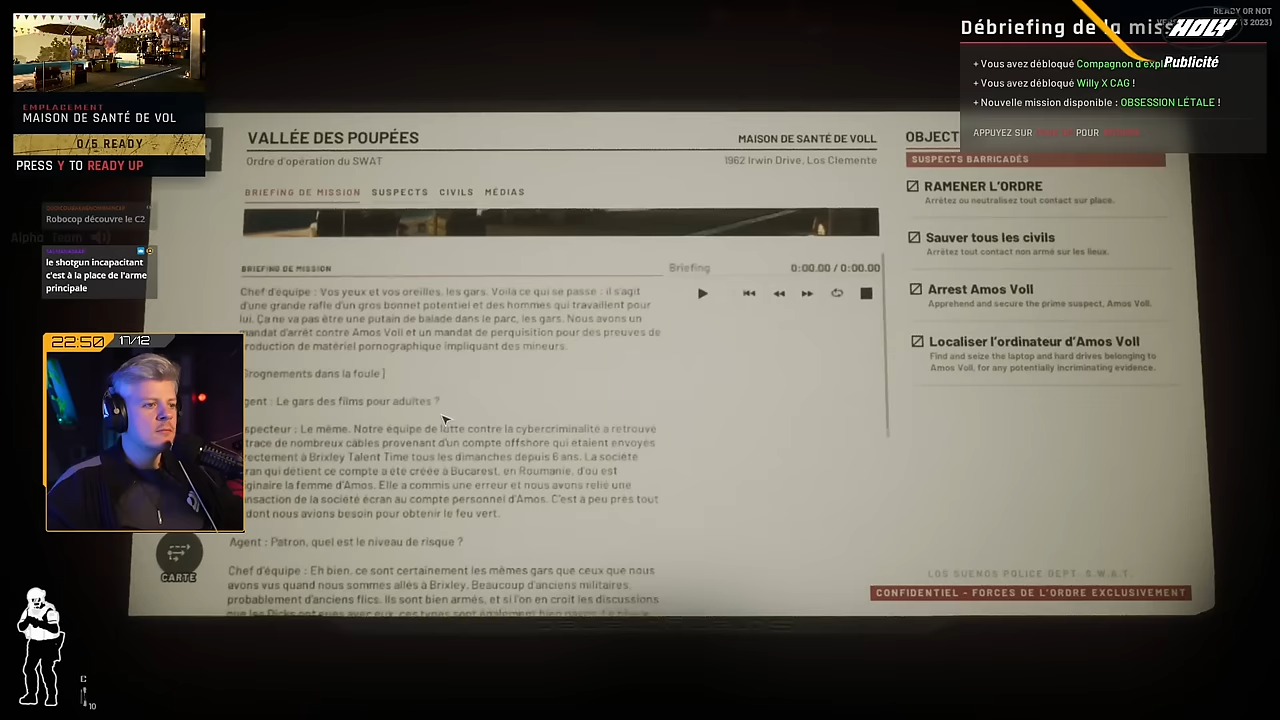 READY OR NOT
Débriefing de la miss
3 2023)
HOLY
Publicité
+ Vous avez débloqué Compagnon d'expl
+ Vous avez débloqué Willy X CAG !
+ Nouvelle mission disponible : OBSESSION LÉTALE !
APPUYEZ SUR POUR
EMPLACEMENT
MAISON DE SANTÉ DE VOL
0/5 READY
PRESS Y TO READY UP
Robocop découvre le C2
Alpha Team
le shotgun incapacitant
c'est à la place de l'arme
principale
22:50 17/12
VALLÉE DES POUPÉES
MAISON DE SANTÉ DE VOLL
Ordre d'opération du SWAT
1962 Irwin Drive, Los Clemente
BRIEFING DE MISSION SUSPECTS CIVILS MÉDIAS
BRIEFING DE MISSION
Briefing 0:00.00 / 0:00.00
Chef d'équipe : Vos yeux et vos oreilles, les gars. Voilà ce qui se passe : il s'agit
d'une grande rafle d'un gros bonnet potentiel et des hommes qui travaillent pour
lui. Ça ne va pas être une putain de balade dans le parc, les gars. Nous avons un
mandat d'arrêt contre Amos Voll et un mandat de perquisition pour des preuves de
roduction de matériel pornographique impliquant des mineurs.
Grognements dans la foule ]
gent : Le gars des films pour adultes ?
specteur : Le même. Notre équipe de lutte contre la cybercriminalité a retrouvé
trace de nombreux câbles provenant d'un compte offshore qui étaient envoyés
rectement à Brixley Talent Time tous les dimanches depuis 6 ans. La société
ran qui détient ce compte a été créée à Bucarest, en Roumanie, d'où est
ginaire la femme d'Amos. Elle a commis une erreur et nous avons relié une
nsaction de la société écran au compte personnel d'Amos. C'est à peu près tout
dont nous avions besoin pour obtenir le feu vert.
Agent : Patron, quel est le niveau de risque ?
Chef d'équipe : Eh bien, ce sont certainement les mêmes gars que ceux que nous
avons vus quand nous sommes allés à Brixley. Beaucoup d'anciens militaires,
probablement d'anciens flics. Ils sont bien armés, et si l'on en croit les discussions
OBJECT
SUSPECTS BARRICADÉS
RAMENER L'ORDRE
Arrêtez ou neutralisez tout contact sur place.
Sauver tous les civils
Arrêtez tout contact non armé sur les lieux.
Arrest Amos Voll
Apprehend and secure the prime suspect, Amos Voll.
Localiser l'ordinateur d'Amos Voll
Find and seize the laptop and hard drives belonging to
Amos Voll, for any potentially incriminating evidence.
LOS SUENOS POLICE DEPT. S.W.A.T.
CONFIDENTIEL - FORCES DE L'ORDRE EXCLUSIVEMENT
CARTE
10